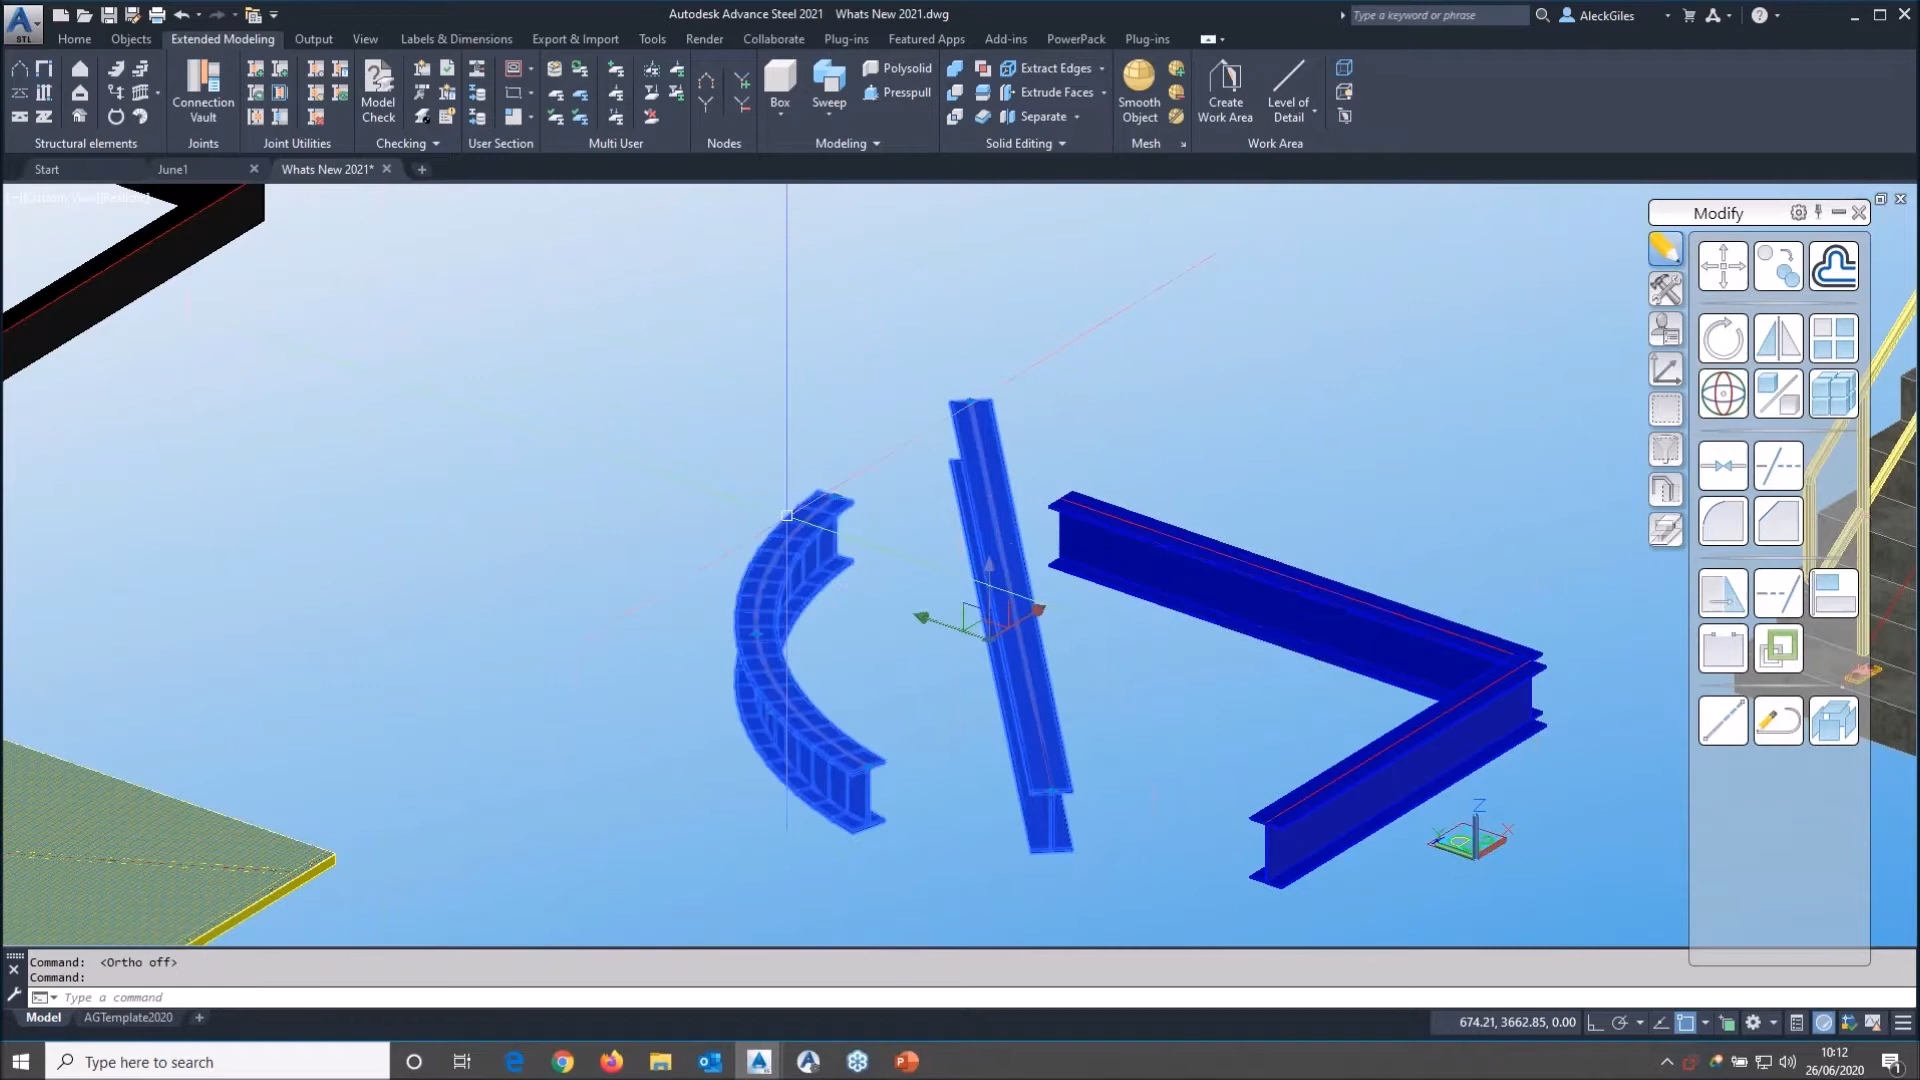 Autodesk Advance Steel 2021 Whats New 2021.dwg
Type a keyword or phrase
AleckGiles
STL
Home Objects Extended Modeling Output View Labels & Dimensions Export & Import Tools Render Collaborate Plug-ins Featured Apps Add-ins PowerPack Plug-ins
Polysolid
Extract Edges
Presspull
Extrude Faces
Separate
Connection Vault
Model Check
Box
Sweep
Smooth Object
Create Work Area
Level of Detail
Structural elements Joints Joint Utilities Checking User Section Multi User Nodes Modeling Solid Editing Mesh Work Area
Start June1 Whats New 2021*
Modify
Z
X
Y
Command: <Ortho off>
Command:
Type a command
Model AGTemplate2020
674.21, 3662.85, 0.00
Type here to search
10:12
26/06/2020